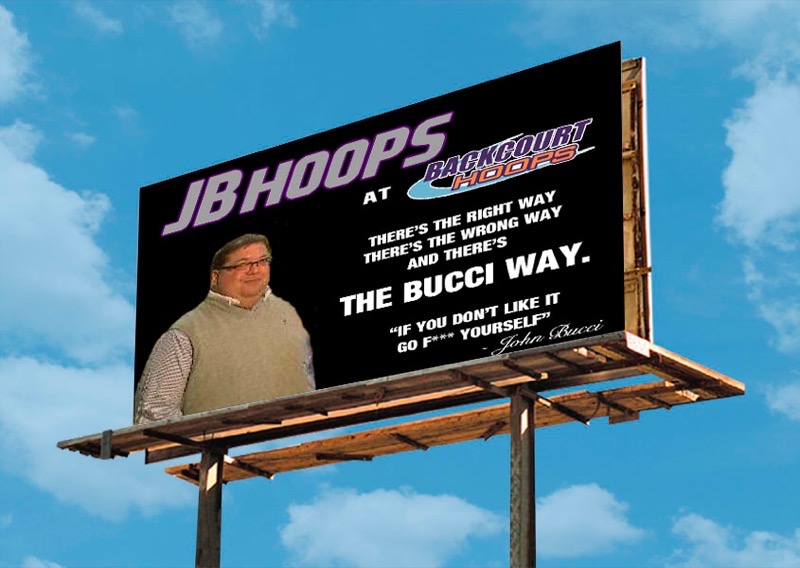 JB HOOPS
AT
BACKCOURT
HOOPS
THERE'S THE RIGHT WAY
THERE'S THE WRONG WAY
AND THERE'S
THE BUCCI WAY.
"IF YOU DON'T LIKE IT
GO F*** YOURSELF"
- John Bucci